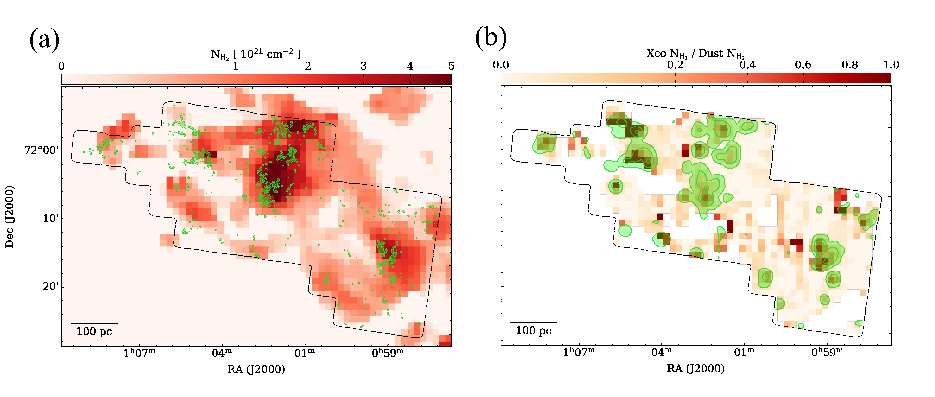 (a)
N_H₂ [ 10²¹ cm⁻² ]
0 1 2 3 4 5
72°00'
10'
20'
Dec (J2000)
100 pc
1ʰ07ᵐ 04ᵐ 01ᵐ 0ʰ59ᵐ
RA (J2000)
(b)
Xco N_H₂ / Dust N_H₂
0.0 0.2 0.4 0.6 0.8 1.0
100 pc
1ʰ07ᵐ 04ᵐ 01ᵐ 0ʰ59ᵐ
RA (J2000)